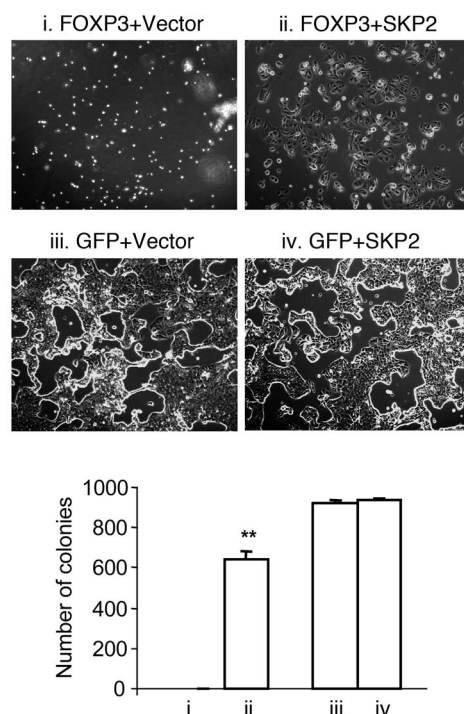 i. FOXP3+Vector
ii. FOXP3+SKP2
iii. GFP+Vector
iv. GFP+SKP2
Number of colonies
1000
800
600
400
200
0
**
i
ii
iii
iv